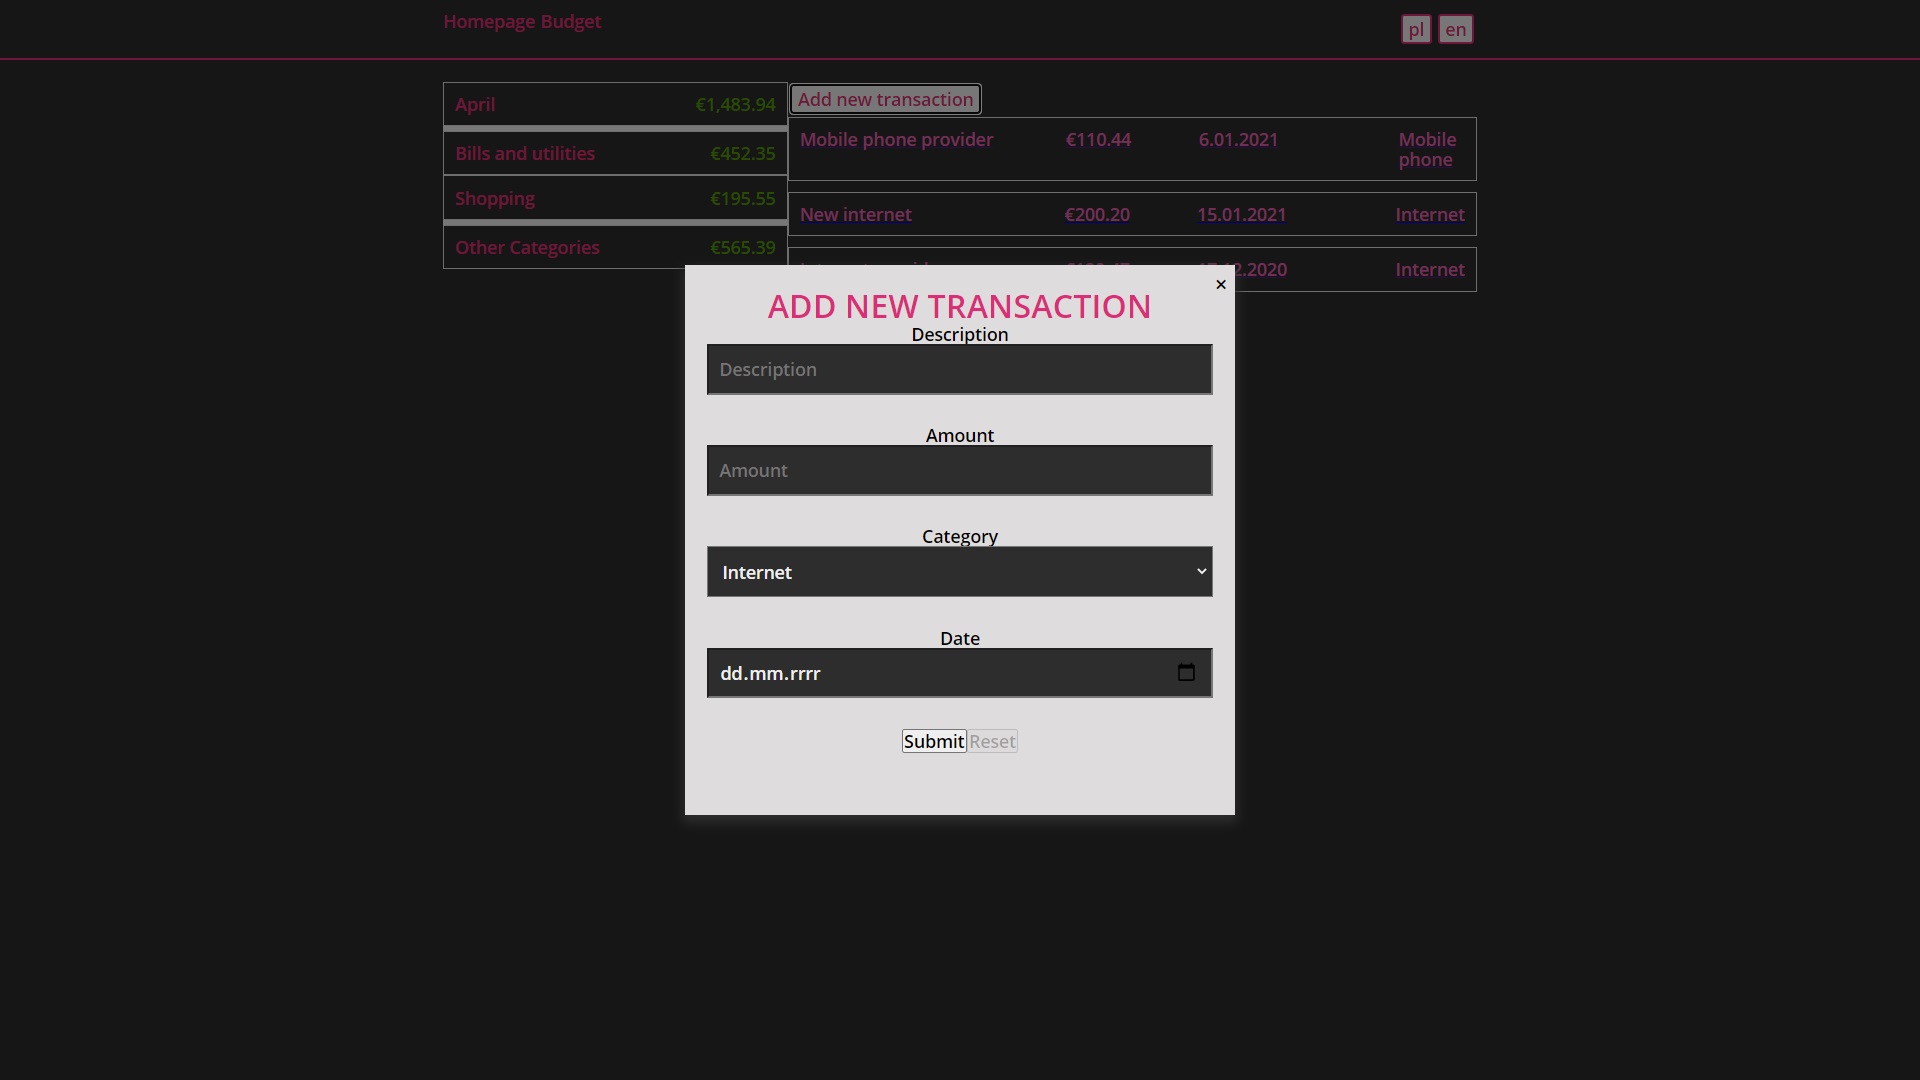 Homepage Budget
pl en
April €1,483.94
Bills and utilities €452.35
Shopping €195.55
Other Categories €565.39
Add new transaction
Mobile phone provider €110.44 6.01.2021 Mobile phone
New internet €200.20 15.01.2021 Internet
.2020 Internet
×
ADD NEW TRANSACTION
Description
Description
Amount
Amount
Category
Internet
Date
dd.mm.rrrr
Submit Reset